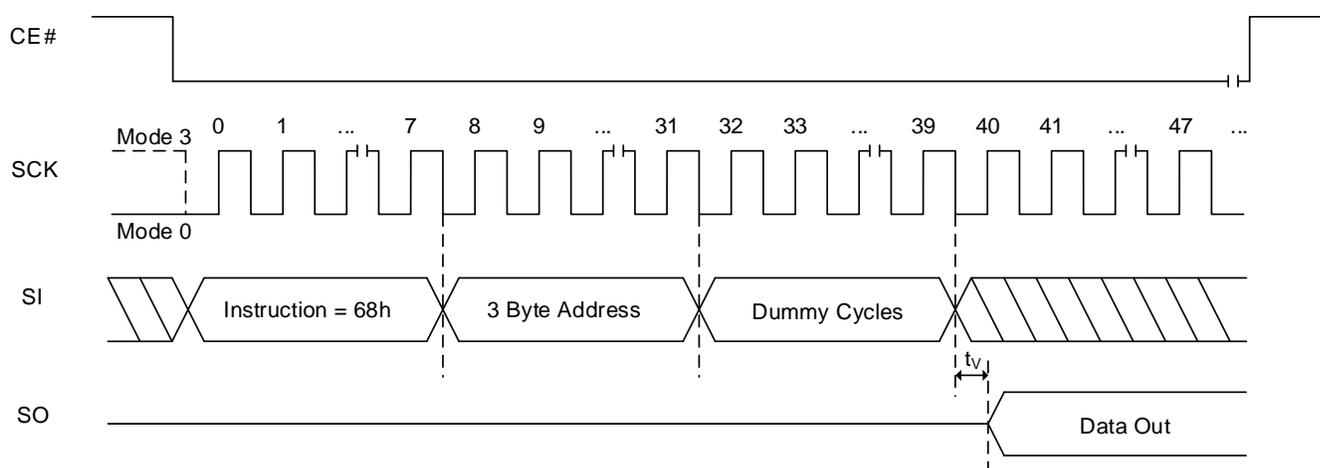 CE#
Mode 3 0 1 ... 7 8 9 ... 31 32 33 ... 39 40 41 ... 47 ...
SCK
Mode 0
SI Instruction = 68h 3 Byte Address Dummy Cycles
tV
SO Data Out